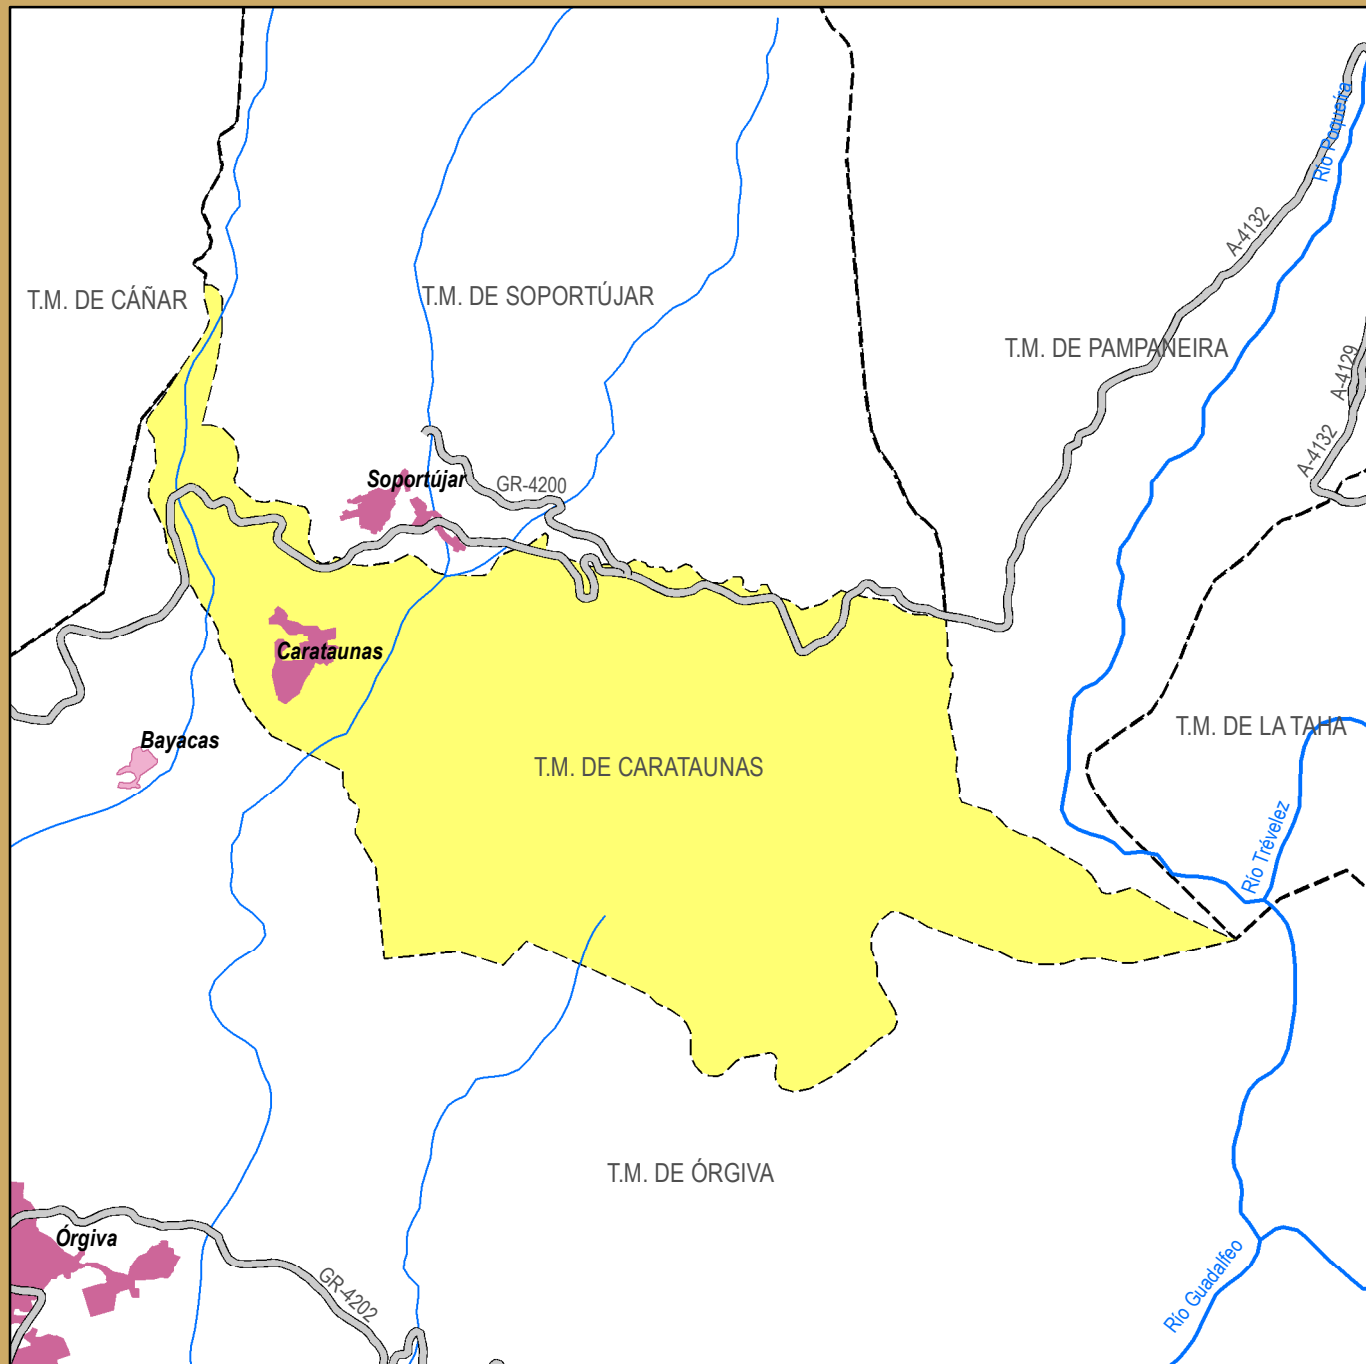 Río Poqueira
A-4132
T.M. DE CÁÑAR
T.M. DE SOPORTÚJAR
T.M. DE PAMPANEIRA
A-4129
A-4132
Soportújar
GR-4200
Carataunas
T.M. DE LA TAHA
Bayacas
T.M. DE CARATAUNAS
Río Trévelez
T.M. DE ÓRGIVA
Órgiva
GR-4202
Río Guadalfeo